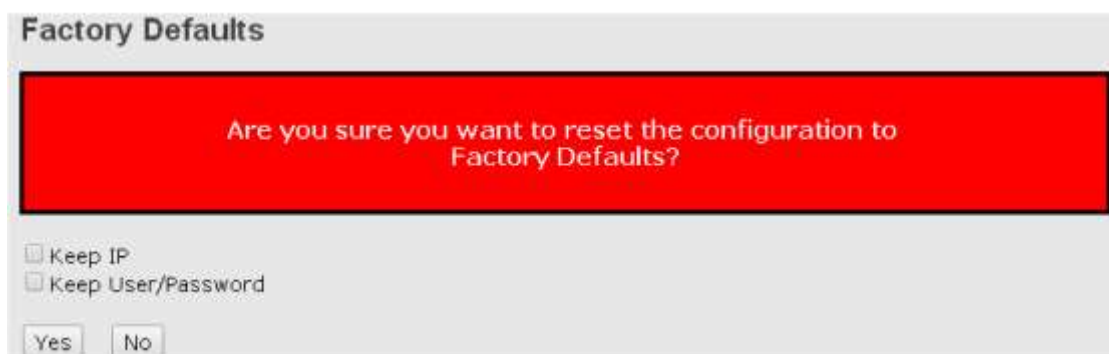 Factory Defaults
Are you sure you want to reset the configuration to
Factory Defaults?
Keep IP
Keep User/Password
Yes No